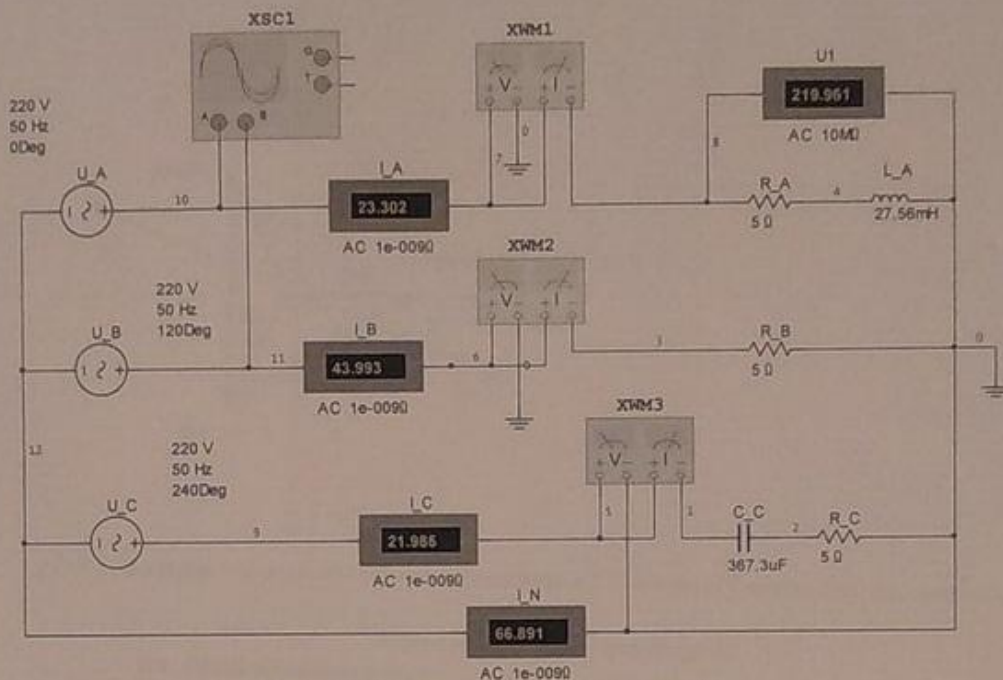 XSC1
G
T
A
B
XWM1
V
I
U1
219.961
AC 10MΩ
220 V
50 Hz
0Deg
U_A
10
I_A
23.302
AC 1e-009Ω
7
0
8
R_A
5 Ω
4
L_A
27.56mH
XWM2
V
I
220 V
50 Hz
120Deg
U_B
11
I_B
43.993
AC 1e-009Ω
6
0
3
R_B
5 Ω
0
12
XWM3
V
I
220 V
50 Hz
240Deg
U_C
9
I_C
21.985
AC 1e-009Ω
5
1
C_C
367.3uF
2
R_C
5 Ω
I_N
66.891
AC 1e-009Ω